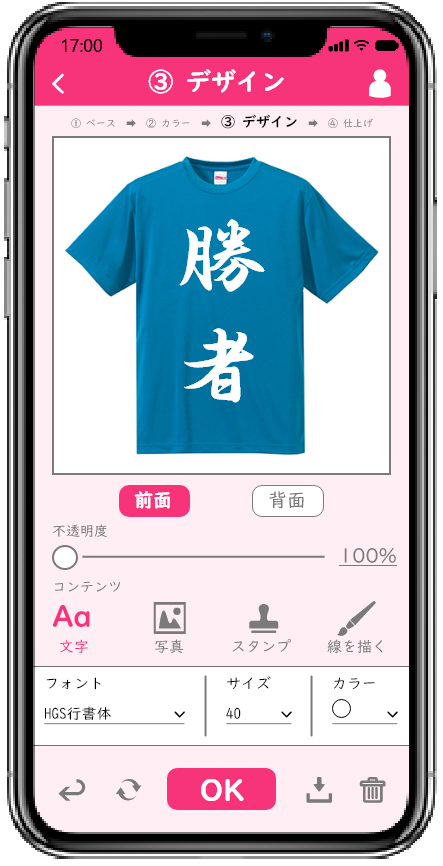 17:00
③ デザイン
① ベース ➡ ② カラー ➡ ③ デザイン ➡ ④ 仕上げ
勝
者
前面 背面
不透明度
100%
コンテンツ
Aa
文字 写真 スタンプ 線を描く
フォント サイズ カラー
HGS行書体 40
OK